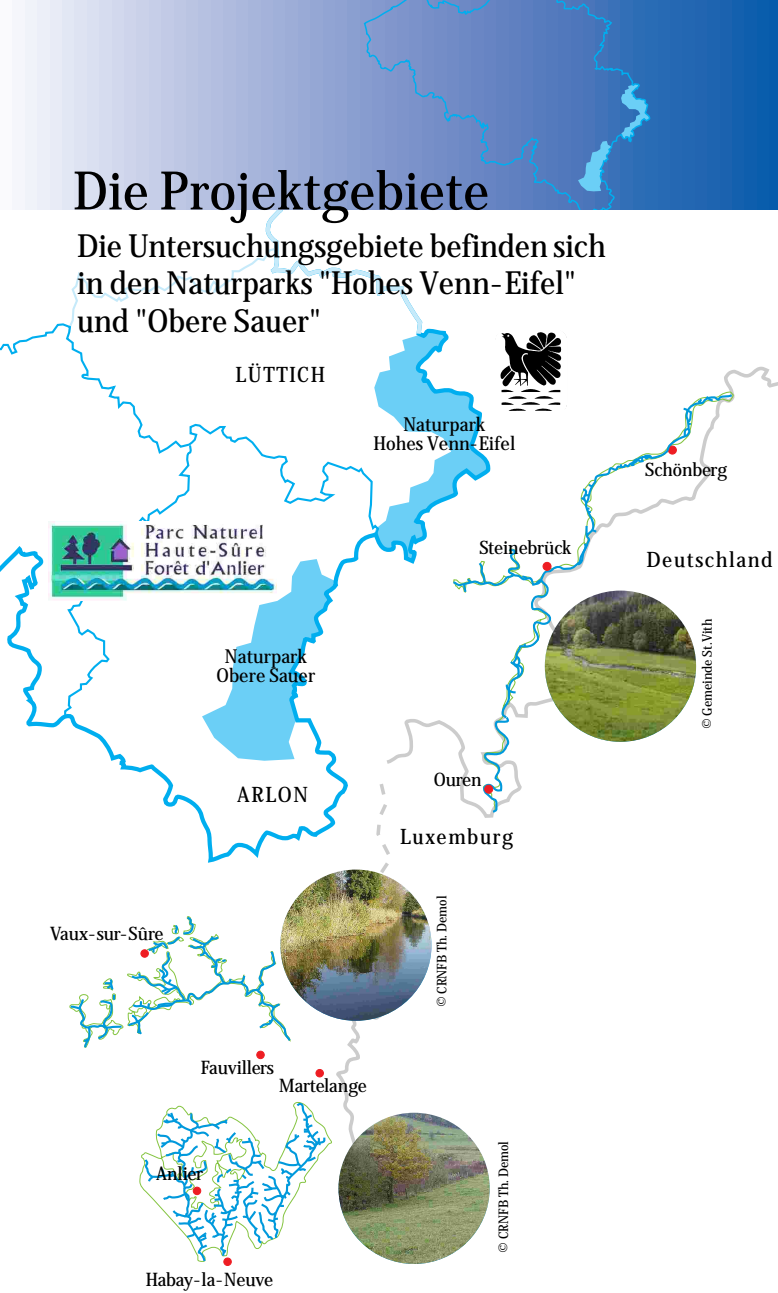 Die Projektgebiete
Die Untersuchungsgebiete befinden sich
in den Naturparks "Hohes Venn-Eifel"
und "Obere Sauer"
LÜTTICH
Naturpark
Hohes Venn-Eifel
Schönberg
Parc Naturel
Haute-Sûre
Forêt d'Anlier
Steinebrück
Deutschland
© Gemeinde St.Vith
Naturpark
Obere Sauer
Ouren
ARLON
Luxemburg
Vaux-sur-Sûre
© CRNFB Th. Demol
Fauvillers
Martelange
Anlier
© CRNFB Th. Demol
Habay-la-Neuve